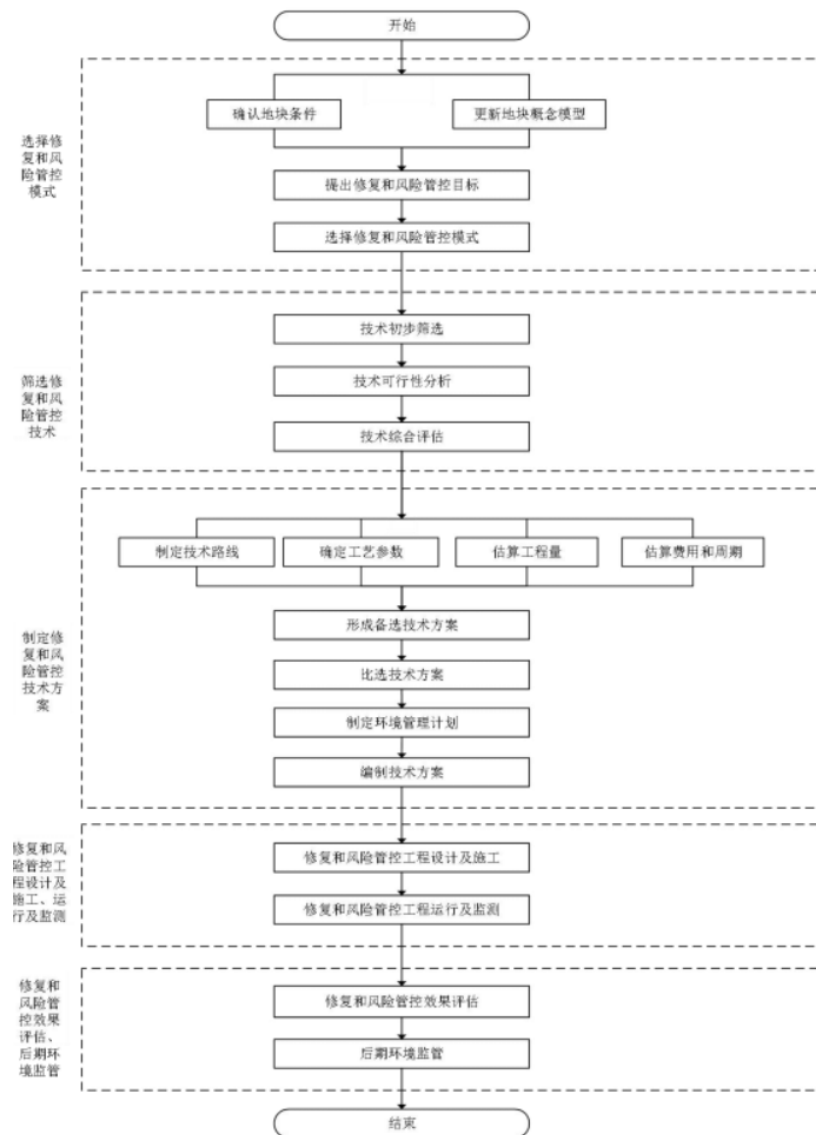 开始
选择修
复和风
险管控
模式
确认地块条件
更新地块概念模型
提出修复和风险管控目标
选择修复和风险管控模式
筛选修
复和风
险管控
技术
技术初步筛选
技术可行性分析
技术综合评估
制定修
复和风
险管控
技术方
案
制定技术路线
确定工艺参数
估算工程量
估算费用和周期
形成备选技术方案
比选技术方案
制定环境管理计划
编制技术方案
修复和风
险管控工
程设计及
施工、运
行及监测
修复和风险管控工程设计及施工
修复和风险管控工程运行及监测
修复和
风险管
控效果
评估、
后期环
境监管
修复和风险管控效果评估
后期环境监管
结束